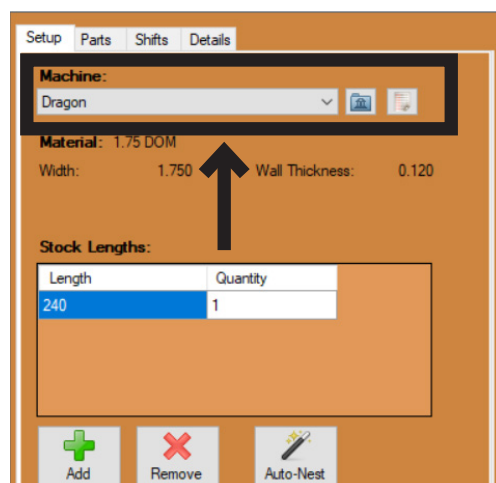 Setup Parts Shifts Details
Machine:
Dragon
Material: 1.75 DOM
Width: 1.750 Wall Thickness: 0.120
Stock Lengths:
Length Quantity
240 1
Add Remove Auto-Nest